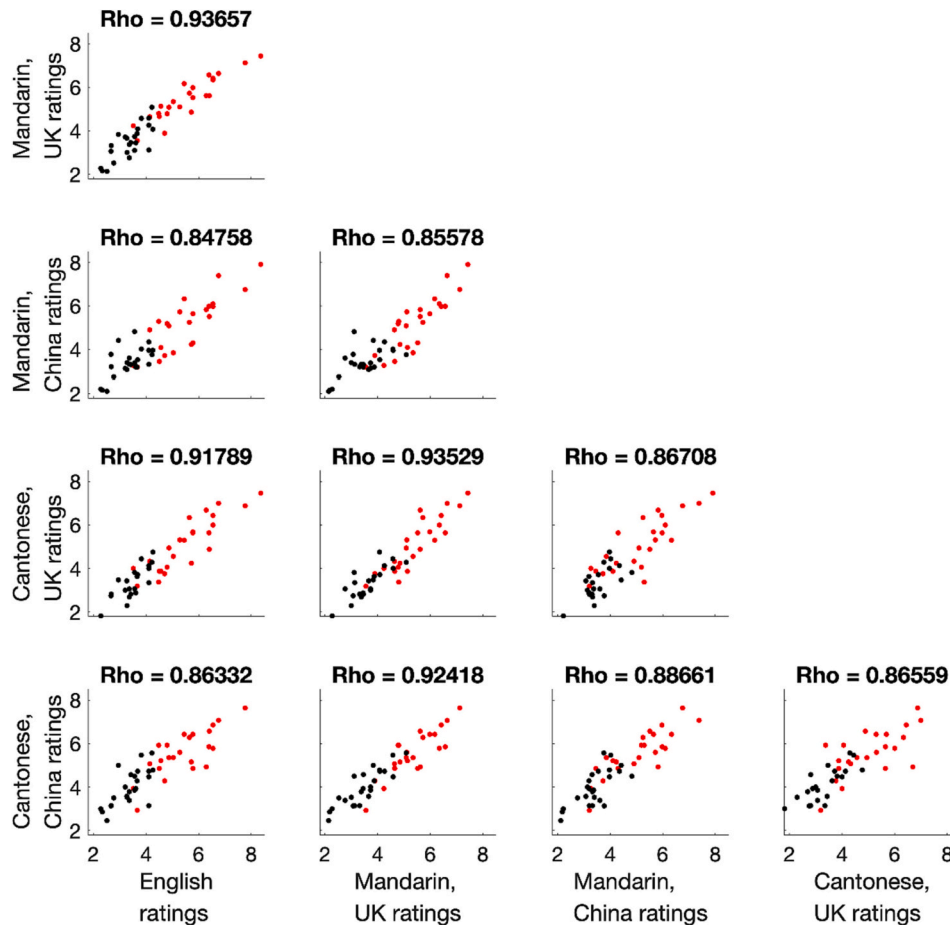 Rho = 0.93657
Mandarin,
UK ratings
8
6
4
2
Rho = 0.84758
Rho = 0.85578
Mandarin,
China ratings
8
6
4
2
Rho = 0.91789
Rho = 0.93529
Rho = 0.86708
Cantonese,
UK ratings
8
6
4
2
Rho = 0.86332
Rho = 0.92418
Rho = 0.88661
Rho = 0.86559
Cantonese,
China ratings
8
6
4
2
2 4 6 8
2 4 6 8
2 4 6 8
2 4 6 8
English
ratings
Mandarin,
UK ratings
Mandarin,
China ratings
Cantonese,
UK ratings